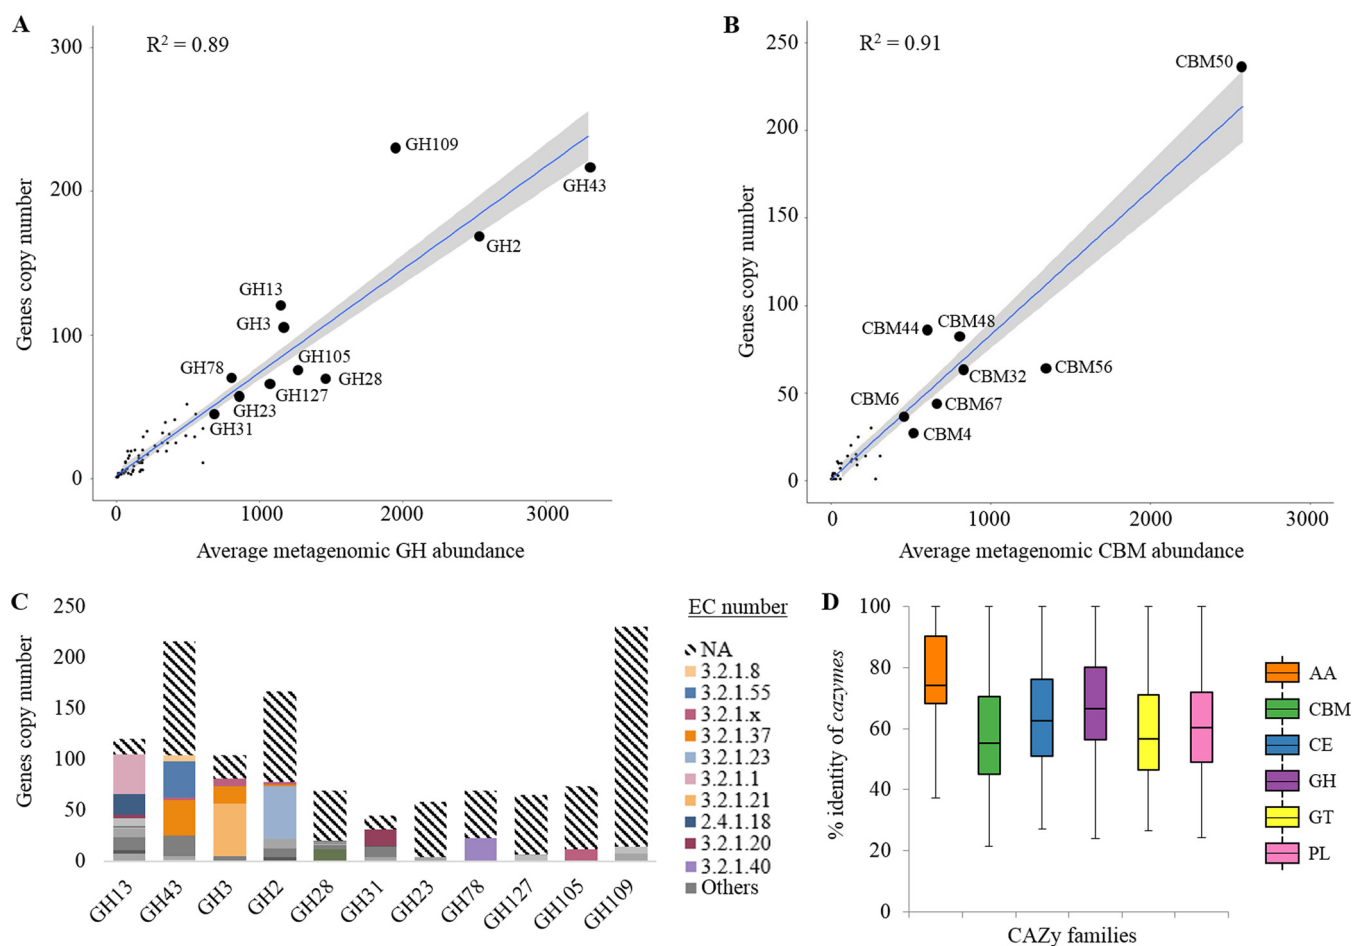 A
R² = 0.89
300
200
100
0
Genes copy number
GH109
GH43
GH2
GH13
GH3
GH105
GH78
GH28
GH127
GH23
GH31
0 1000 2000 3000
Average metagenomic GH abundance
B
R² = 0.91
250
200
150
100
50
0
Genes copy number
CBM50
CBM44
CBM48
CBM56
CBM32
CBM6
CBM67
CBM4
0 1000 2000 3000
Average metagenomic CBM abundance
C
250
200
150
100
50
0
Genes copy number
GH13 GH43 GH3 GH2 GH28 GH31 GH23 GH78 GH127 GH105 GH109
EC number
NA
3.2.1.8
3.2.1.55
3.2.1.x
3.2.1.37
3.2.1.23
3.2.1.1
3.2.1.21
2.4.1.18
3.2.1.20
3.2.1.40
Others
D
100
80
60
40
20
0
% identity of cazymes
CAZy families
AA
CBM
CE
GH
GT
PL